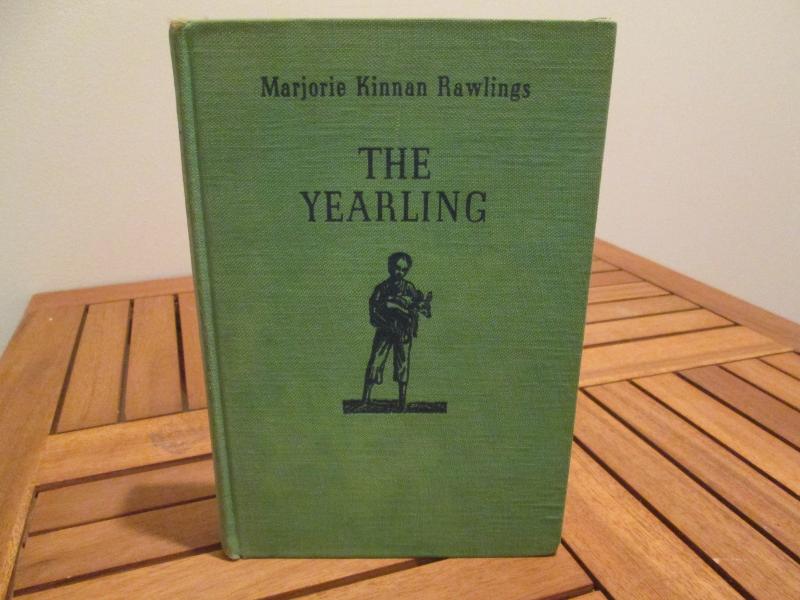 Marjorie Kinnan Rawlings
THE
YEARLING